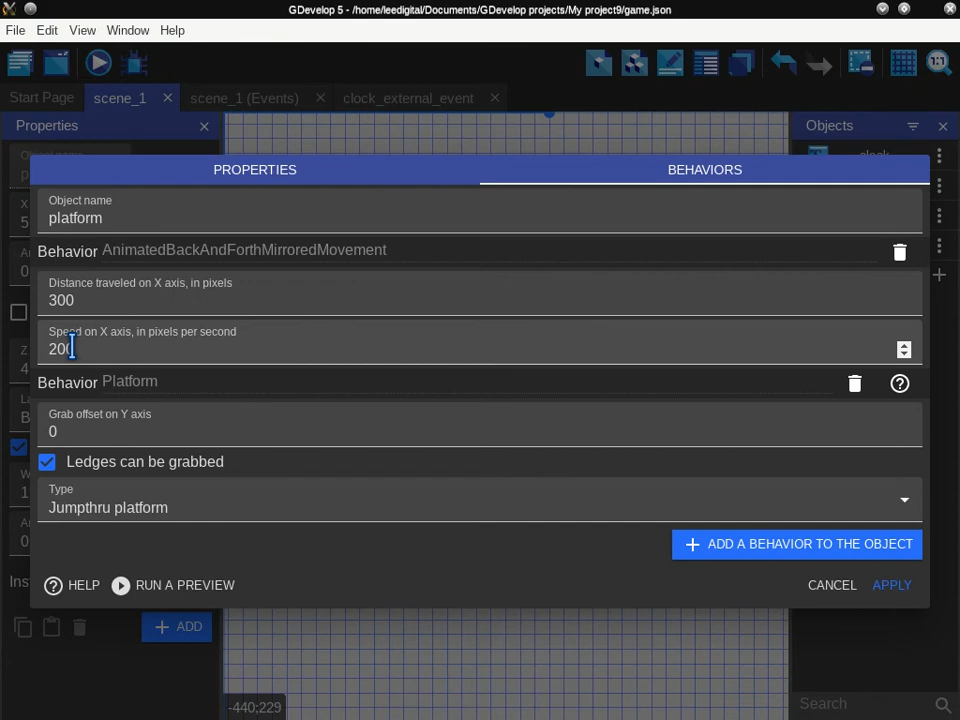 GDevelop 5 - /home/leedigital/Documents/GDevelop projects/My project9/game.json
File Edit View Window Help
1:1
Start Page scene_1 scene_1 (Events) clock_external_event
Properties
Objects
clock
PROPERTIES BEHAVIORS
Object name
platform
Behavior AnimatedBackAndForthMirroredMovement
Distance traveled on X axis, in pixels
300
Speed on X axis, in pixels per second
200
Behavior Platform
Grab offset on Y axis
0
Ledges can be grabbed
Type
Jumpthru platform
ADD A BEHAVIOR TO THE OBJECT
HELP RUN A PREVIEW CANCEL APPLY
ADD
-440;229
Search